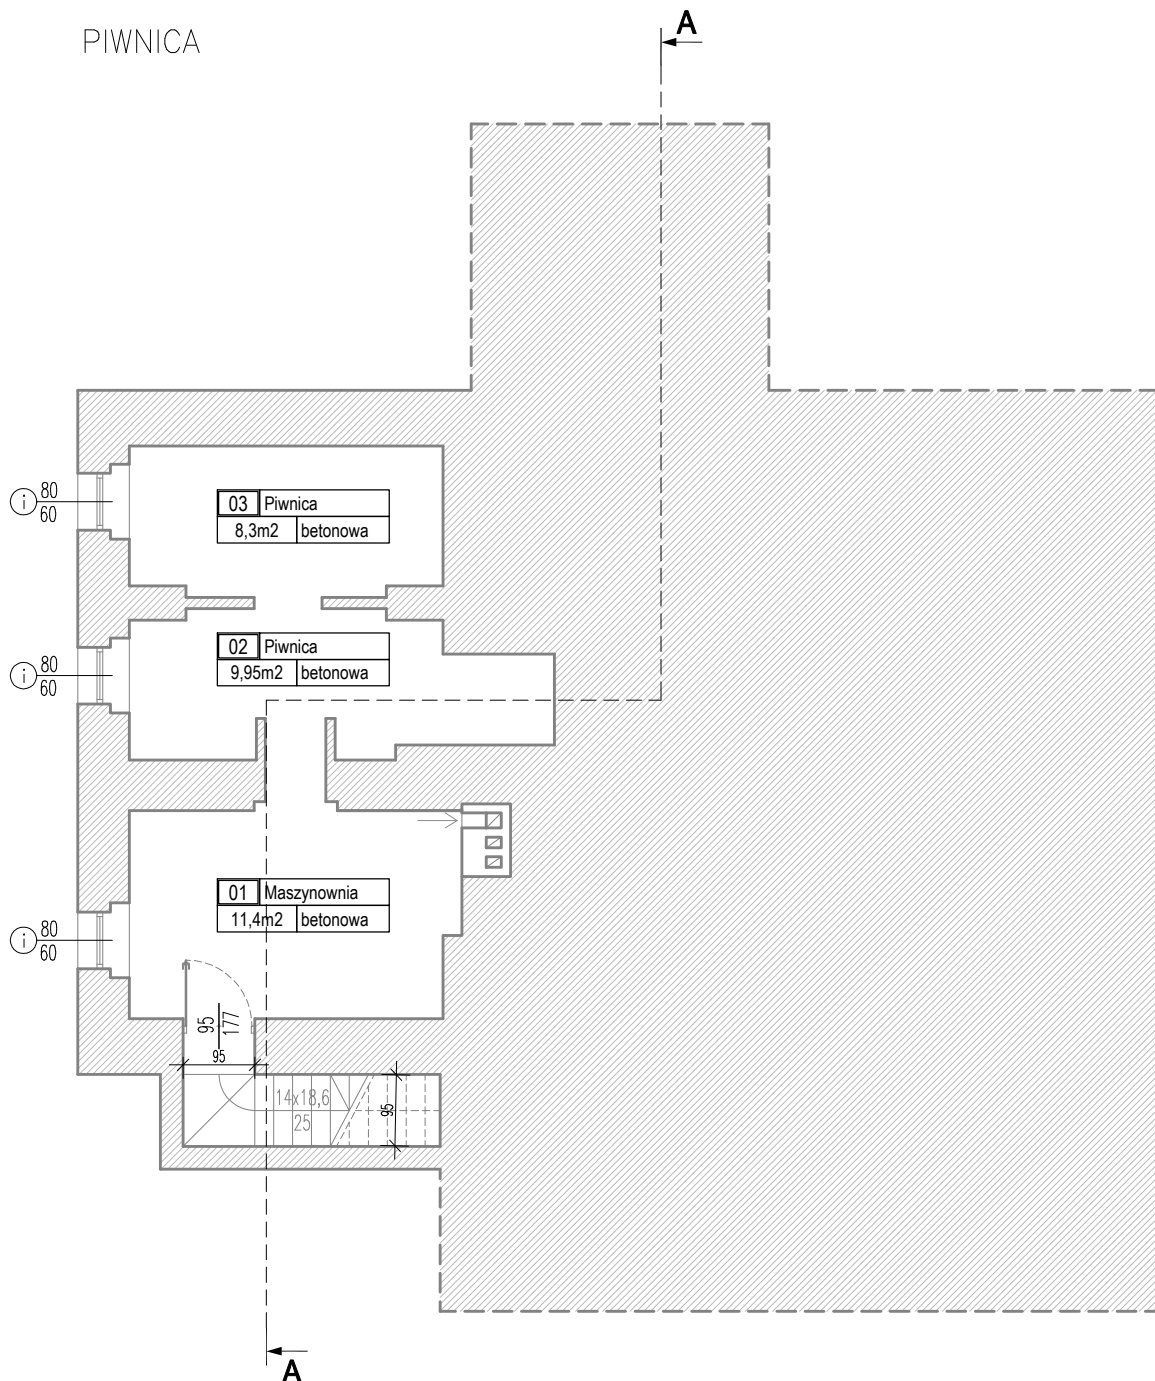 A
PIWNICA
03 Piwnica
8,3m2 betonowa
i 80
60
02 Piwnica
9,95m2 betonowa
i 80
60
01 Maszynownia
11,4m2 betonowa
i 80
60
95
177
95
14x18,6
25
95
A